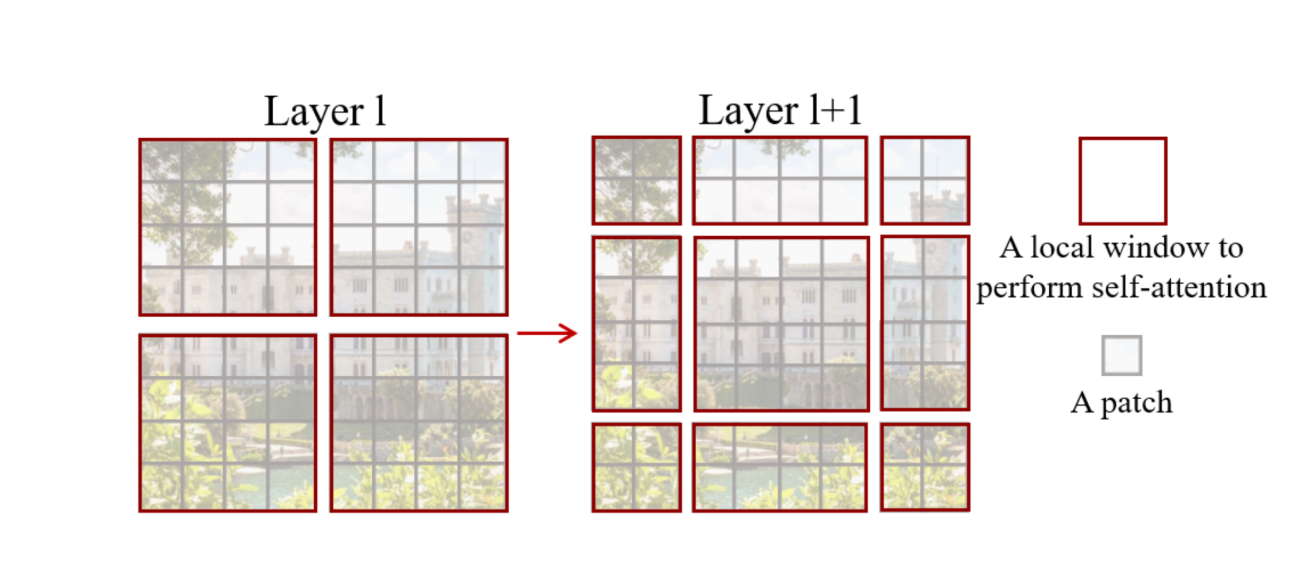 Layer l
Layer l+1
A local window to
perform self-attention
A patch